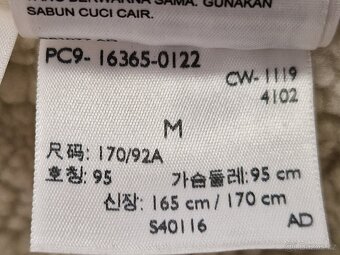 YANG BERWARNA SAMA. GUNAKAN
SABUN CUCI CAIR.
PC9- 16365-0122
CW- 1119
4102
M
尺码: 170/92A
호칭: 95 가슴둘레: 95 cm
신장: 165 cm / 170 cm
S40116 AD